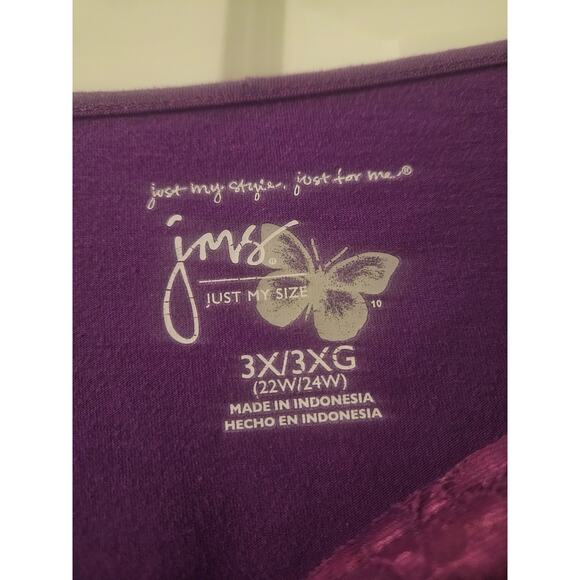 just my style. just for me.®
jms®
JUST MY SIZE
10
3X/3XG
(22W/24W)
MADE IN INDONESIA
HECHO EN INDONESIA